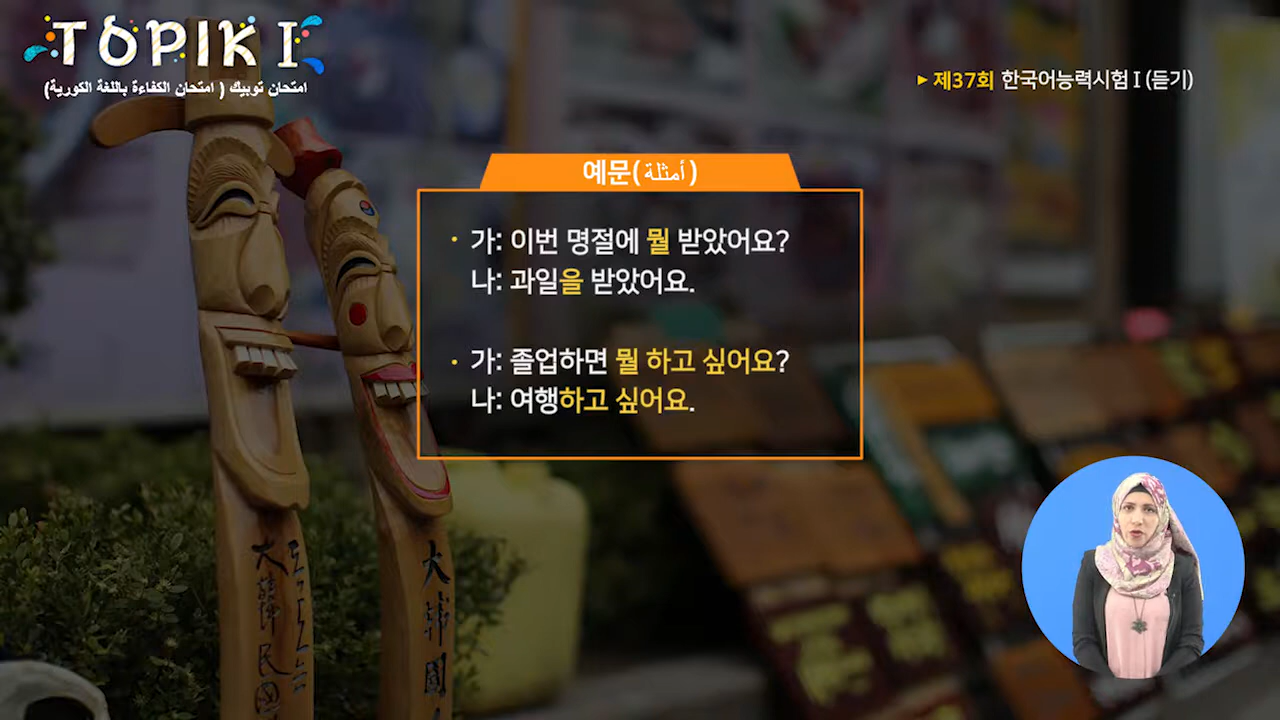 TOPIK I
امتحان توبيك ( امتحان الكفاءة باللغة الكورية)
▶ 제37회 한국어능력시험 I (듣기)
예문(أمثلة)
· 가: 이번 명절에 뭘 받았어요?
나: 과일을 받았어요.
· 가: 졸업하면 뭘 하고 싶어요?
나: 여행하고 싶어요.
大韓民国
大韓國